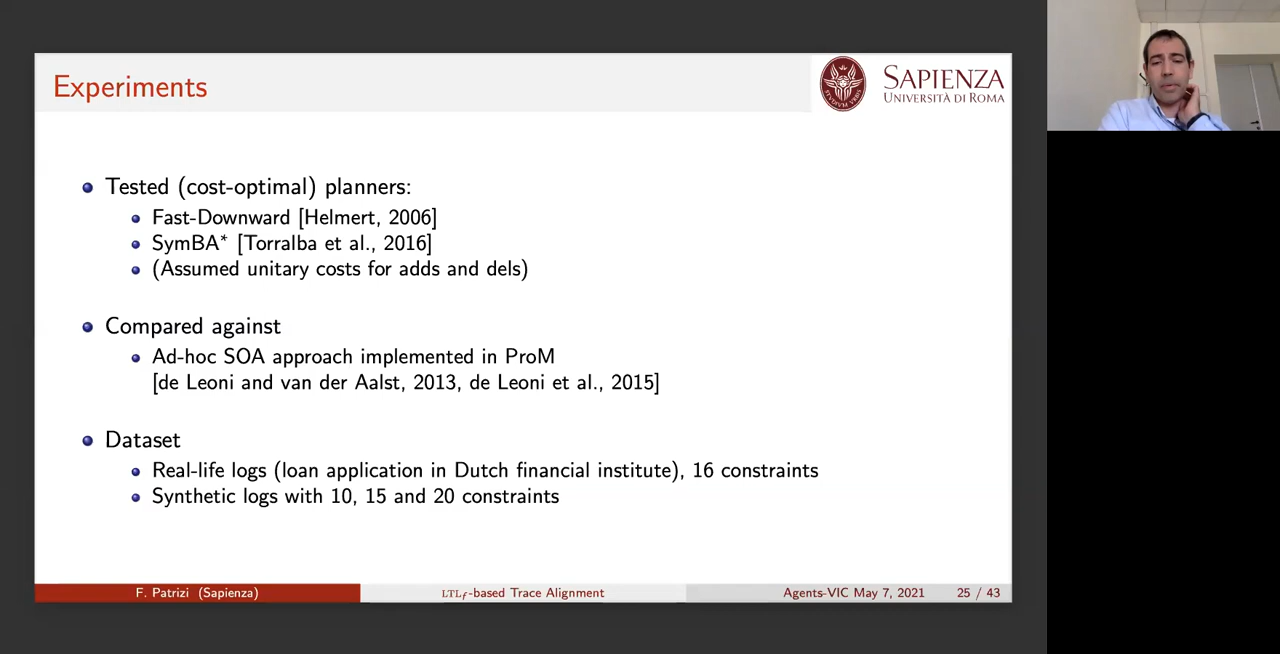 Experiments
SAPIENZA
UNIVERSITÀ DI ROMA
Tested (cost-optimal) planners:
Fast-Downward [Helmert, 2006]
SymBA* [Torralba et al., 2016]
(Assumed unitary costs for adds and dels)
Compared against
Ad-hoc SOA approach implemented in ProM
[de Leoni and van der Aalst, 2013, de Leoni et al., 2015]
Dataset
Real-life logs (loan application in Dutch financial institute), 16 constraints
Synthetic logs with 10, 15 and 20 constraints
F. Patrizi (Sapienza)
LTLf-based Trace Alignment
Agents-VIC May 7, 2021
25 / 43